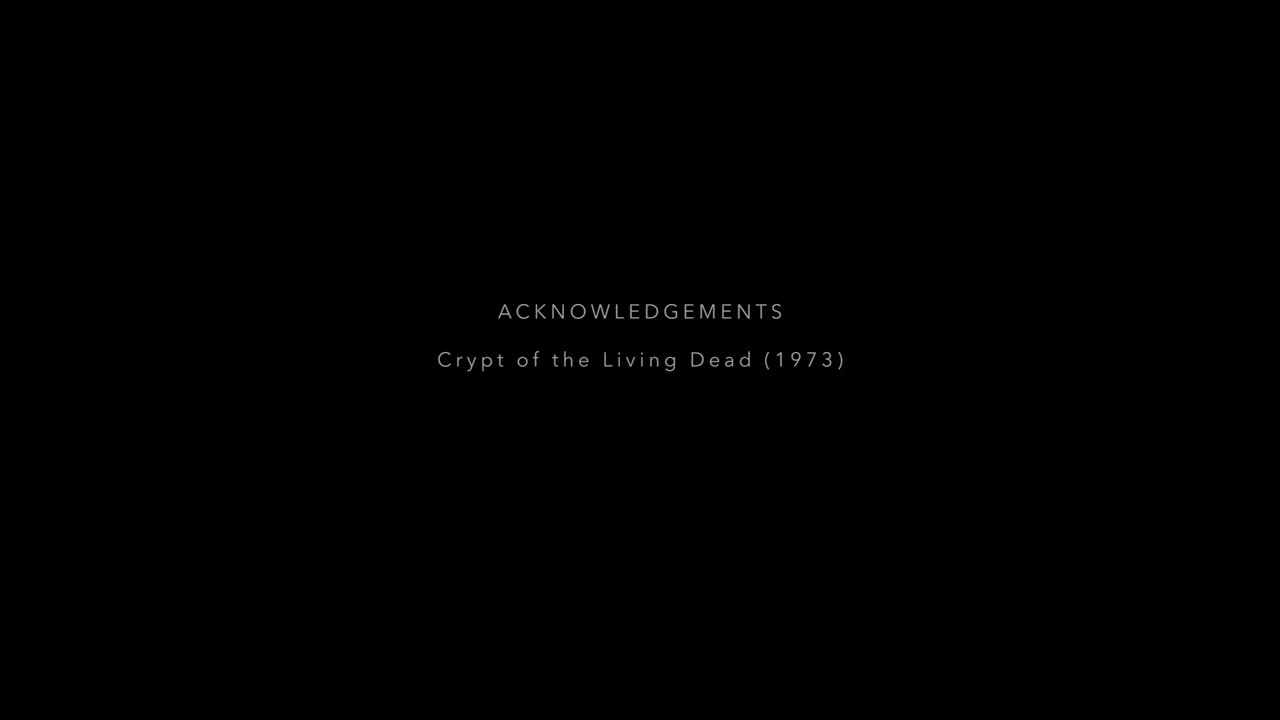 ACKNOWLEDGEMENTS
Crypt of the Living Dead (1973)